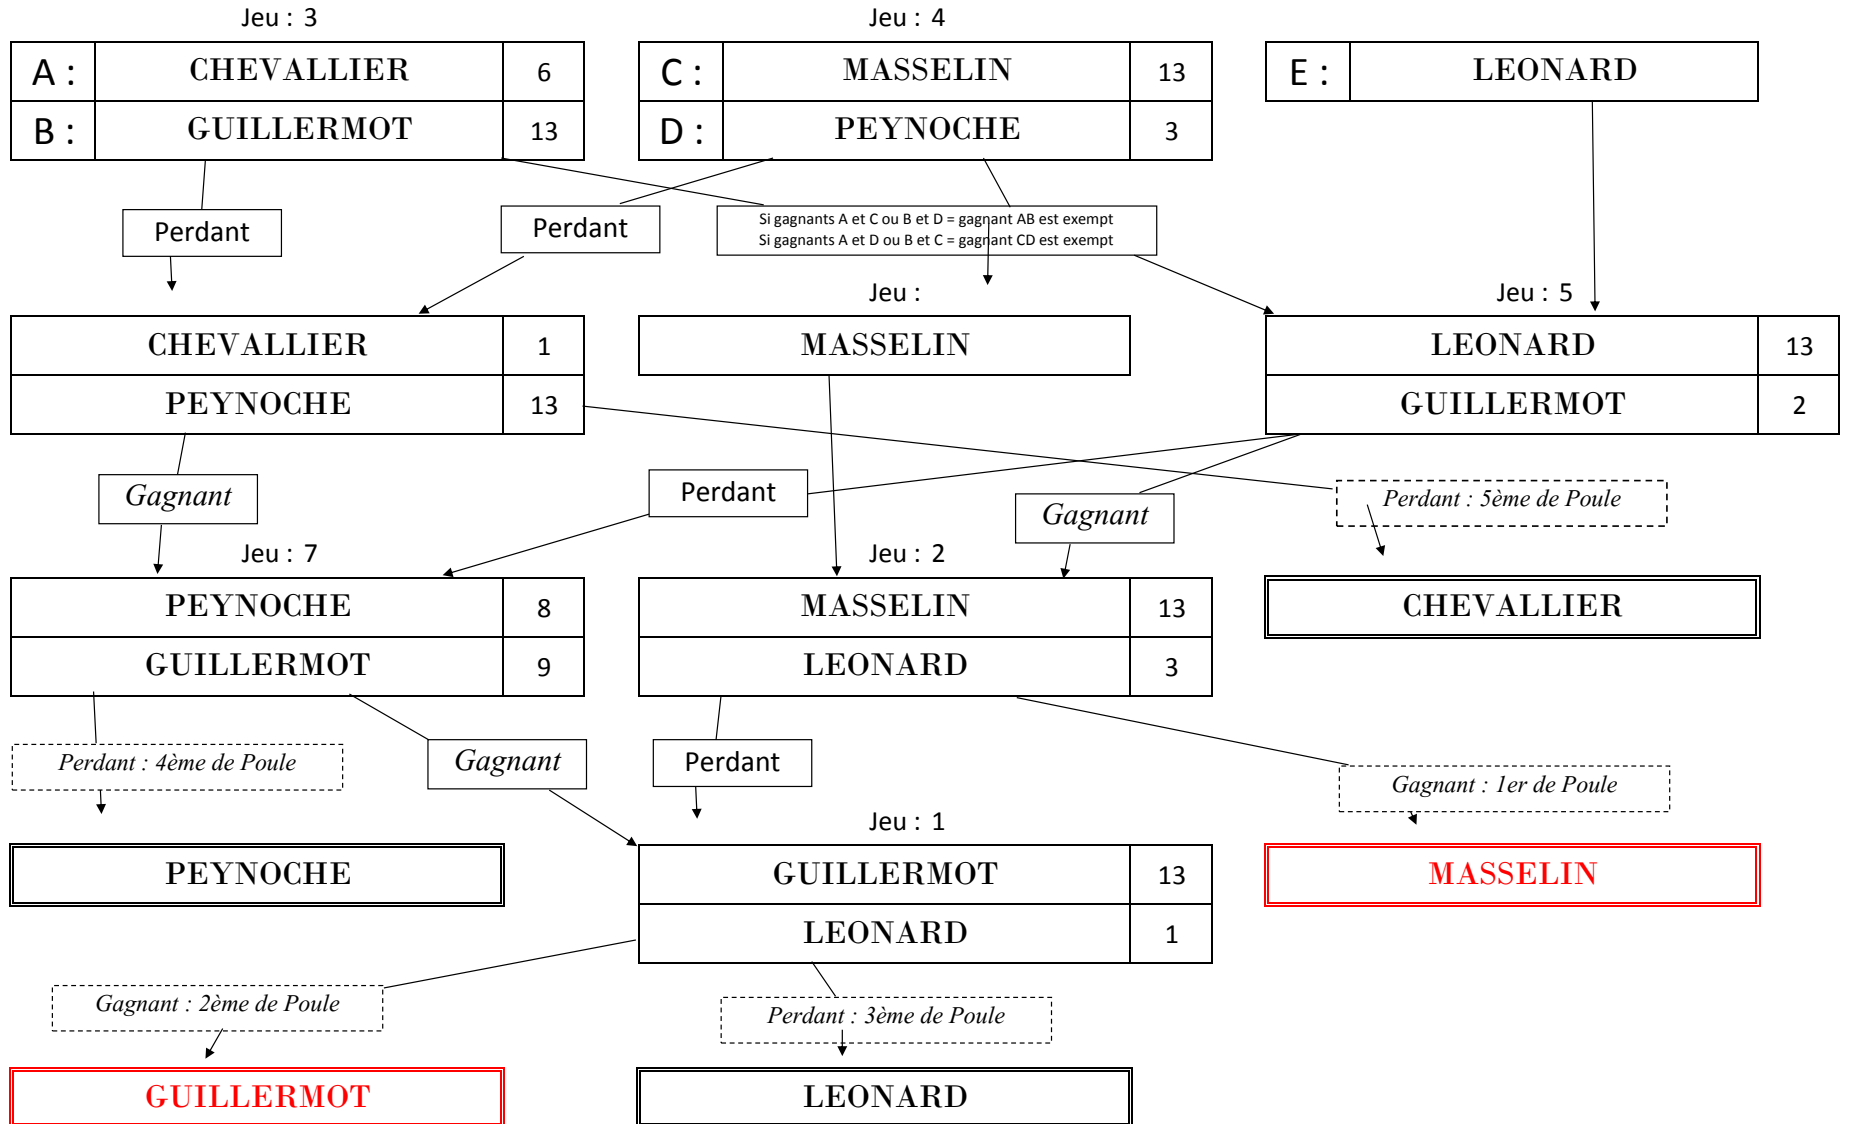 Jeu : 3
Jeu : 4
A : CHEVALLIER 6
C : MASSELIN 13
E : LEONARD
B : GUILLERMOT 13
D : PEYNOCHE 3
Perdant
Perdant
Si gagnants A et C ou B et D = gagnant AB est exempt
Si gagnants A et D ou B et C = gagnant CD est exempt
Jeu :
Jeu : 5
CHEVALLIER 1
MASSELIN
LEONARD 13
PEYNOCHE 13
GUILLERMOT 2
Gagnant
Perdant
Gagnant
Perdant : 5ème de Poule
Jeu : 7
Jeu : 2
PEYNOCHE 8
MASSELIN 13
CHEVALLIER
GUILLERMOT 9
LEONARD 3
Perdant : 4ème de Poule
Gagnant
Perdant
Gagnant : 1er de Poule
Jeu : 1
PEYNOCHE
GUILLERMOT 13
MASSELIN
LEONARD 1
Gagnant : 2ème de Poule
Perdant : 3ème de Poule
GUILLERMOT
LEONARD